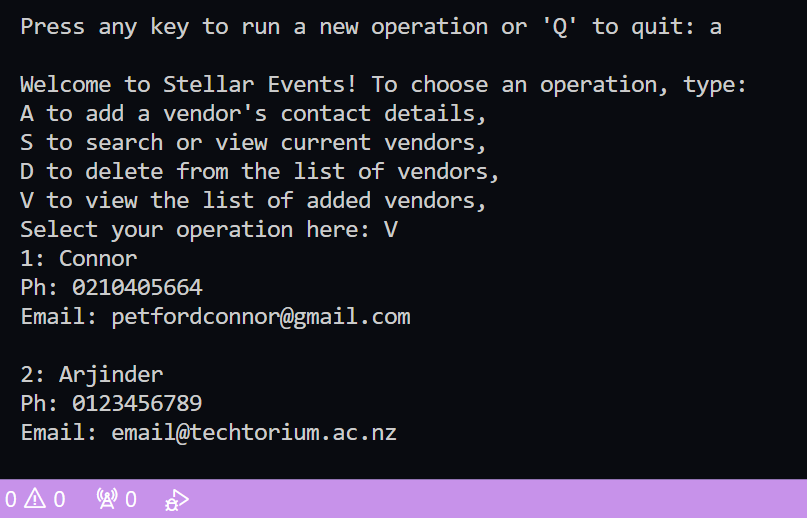 Press any key to run a new operation or 'Q' to quit: a
Welcome to Stellar Events! To choose an operation, type:
A to add a vendor's contact details,
S to search or view current vendors,
D to delete from the list of vendors,
V to view the list of added vendors,
Select your operation here: V
1: Connor
Ph: 0210405664
Email: petfordconnor@gmail.com
2: Arjinder
Ph: 0123456789
Email: email@techtorium.ac.nz
0 0 0